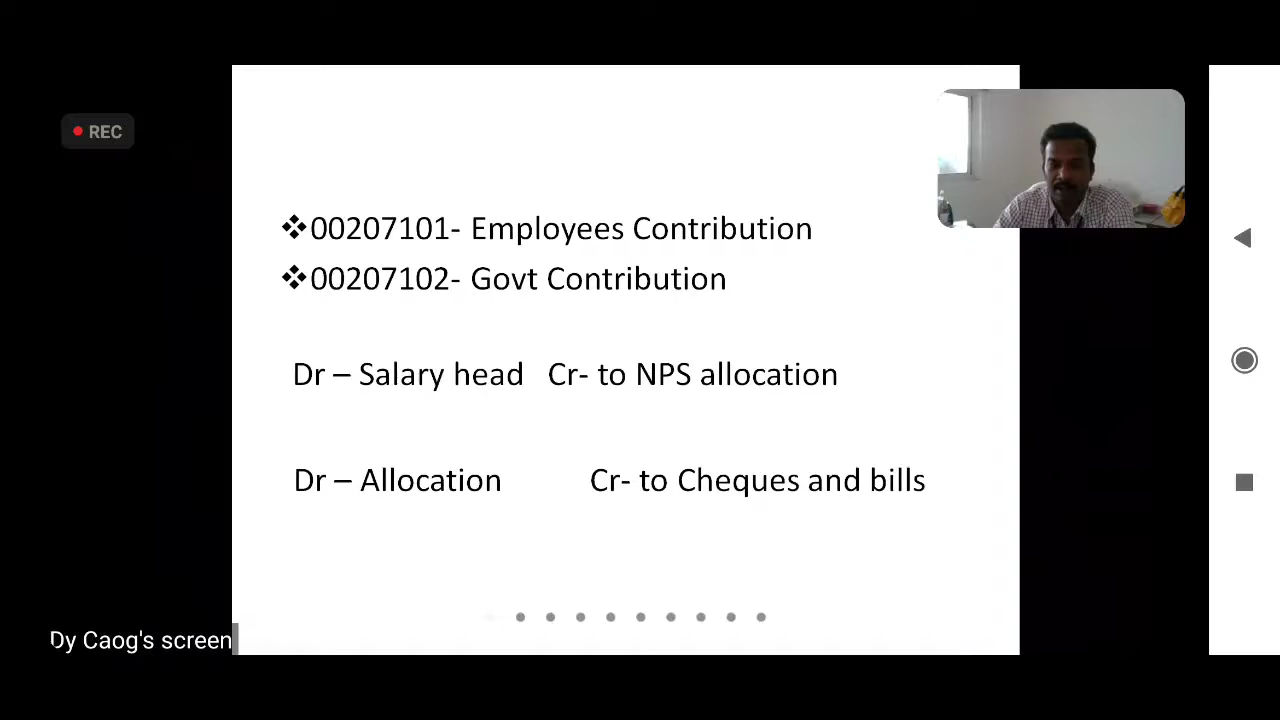 REC
❖00207101- Employees Contribution
❖00207102- Govt Contribution
Dr – Salary head Cr- to NPS allocation
Dr – Allocation Cr- to Cheques and bills
Dy Caog's screen